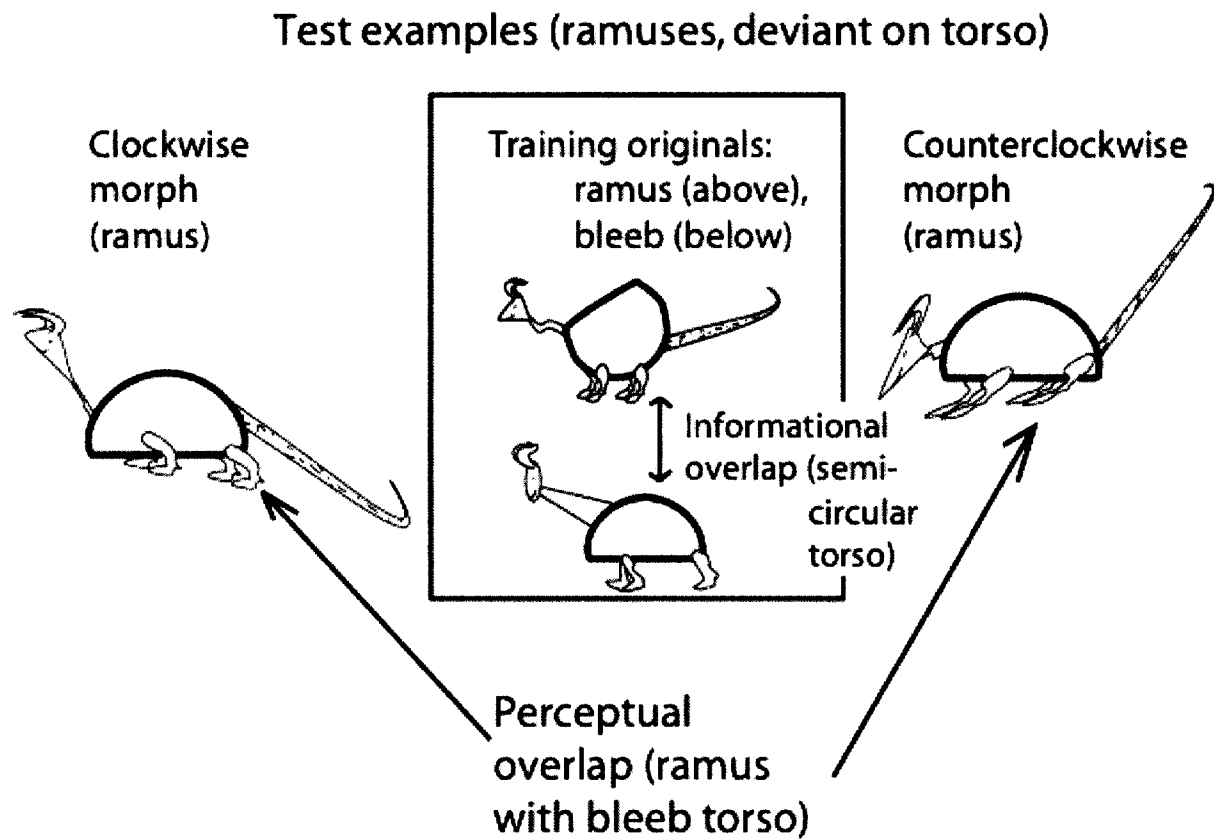 Test examples (ramuses, deviant on torso)
Clockwise
morph
(ramus)
Training originals:
ramus (above),
bleeb (below)
Counterclockwise
morph
(ramus)
Informational
overlap (semi-
circular
torso)
Perceptual
overlap (ramus
with bleeb torso)